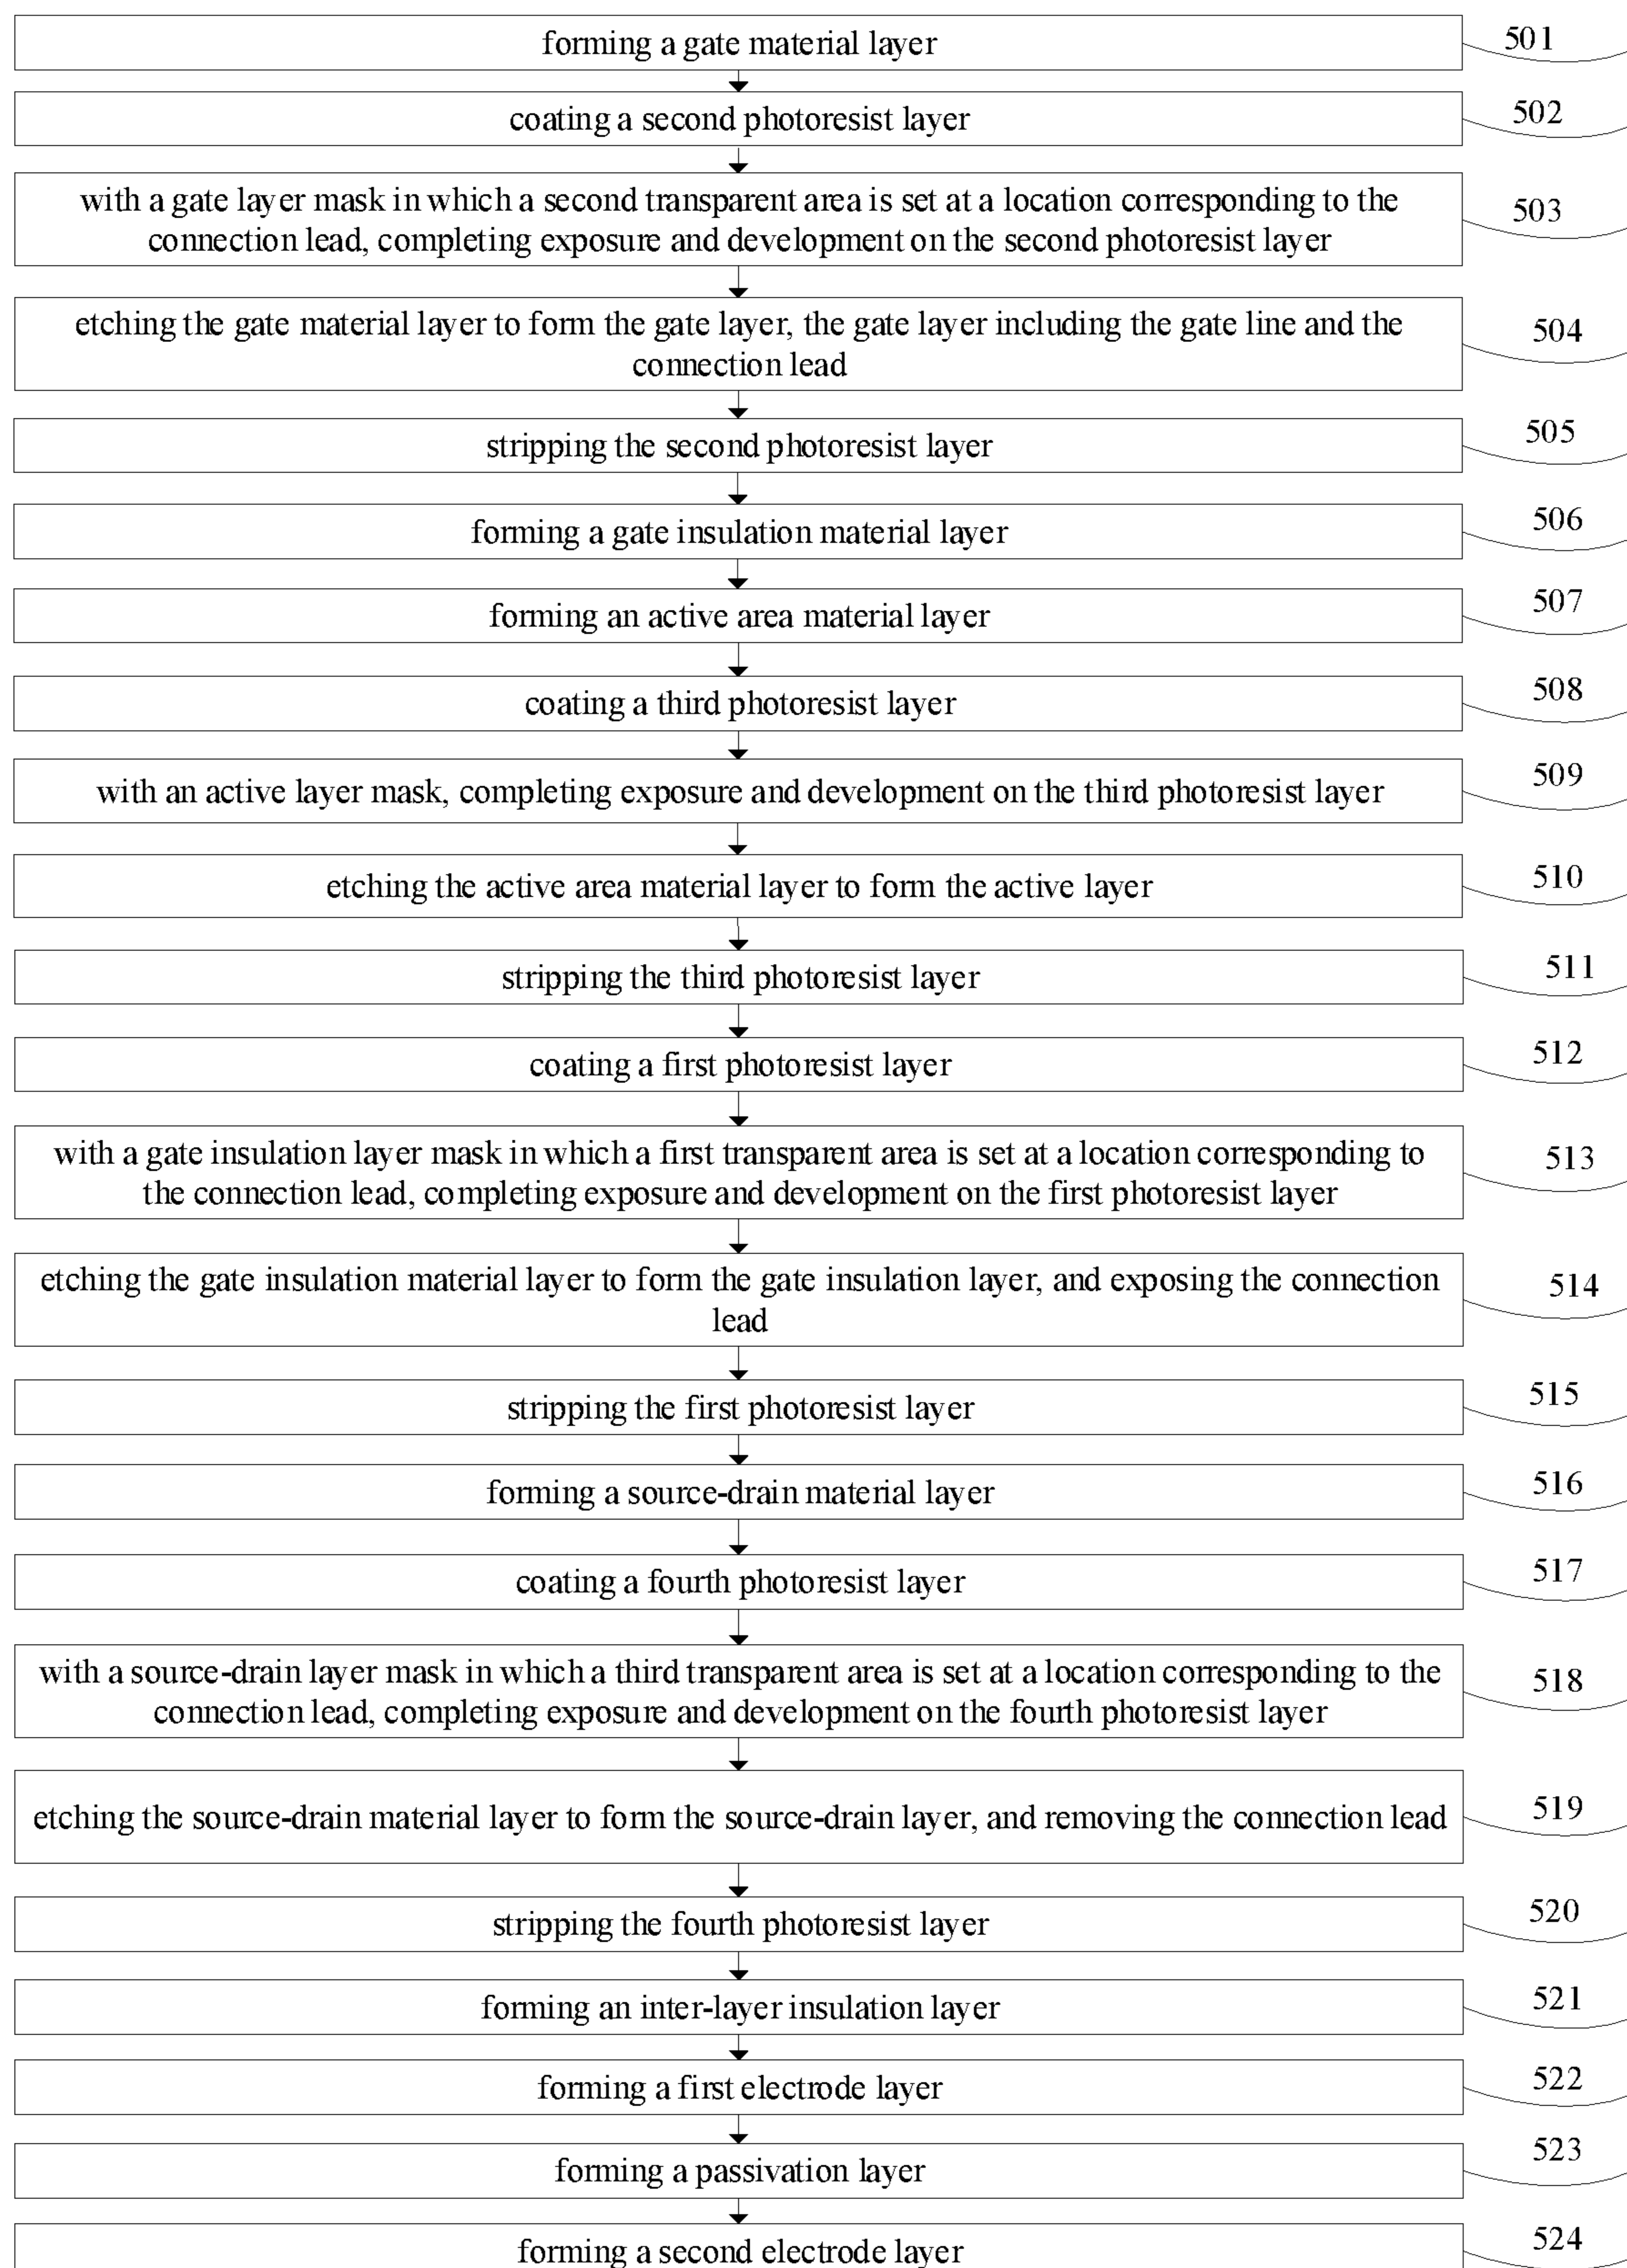 forming a gate material layer
501
coating a second photoresist layer
502
with a gate layer mask in which a second transparent area is set at a location corresponding to the
connection lead, completing exposure and development on the second photoresist layer
503
etching the gate material layer to form the gate layer, the gate layer including the gate line and the
connection lead
504
stripping the second photoresist layer
505
forming a gate insulation material layer
506
forming an active area material layer
507
coating a third photoresist layer
508
with an active layer mask, completing exposure and development on the third photoresist layer
509
etching the active area material layer to form the active layer
510
stripping the third photoresist layer
511
coating a first photoresist layer
512
with a gate insulation layer mask in which a first transparent area is set at a location corresponding to
the connection lead, completing exposure and development on the first photoresist layer
513
etching the gate insulation material layer to form the gate insulation layer, and exposing the connection
lead
514
stripping the first photoresist layer
515
forming a source-drain material layer
516
coating a fourth photoresist layer
517
with a source-drain layer mask in which a third transparent area is set at a location corresponding to the
connection lead, completing exposure and development on the fourth photoresist layer
518
etching the source-drain material layer to form the source-drain layer, and removing the connection lead
519
stripping the fourth photoresist layer
520
forming an inter-layer insulation layer
521
forming a first electrode layer
522
forming a passivation layer
523
forming a second electrode layer
524